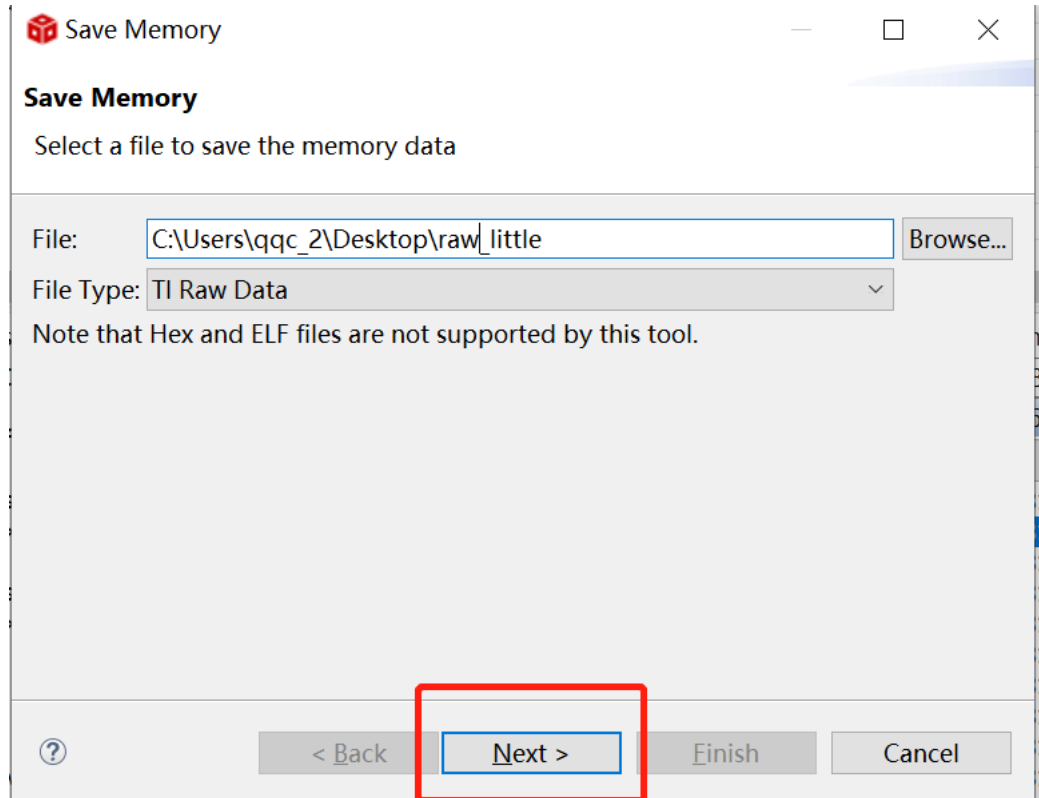 Save Memory
Save Memory
Select a file to save the memory data
File: C:\Users\qqc_2\Desktop\raw_little Browse...
File Type: TI Raw Data
Note that Hex and ELF files are not supported by this tool.
? < Back Next > Finish Cancel